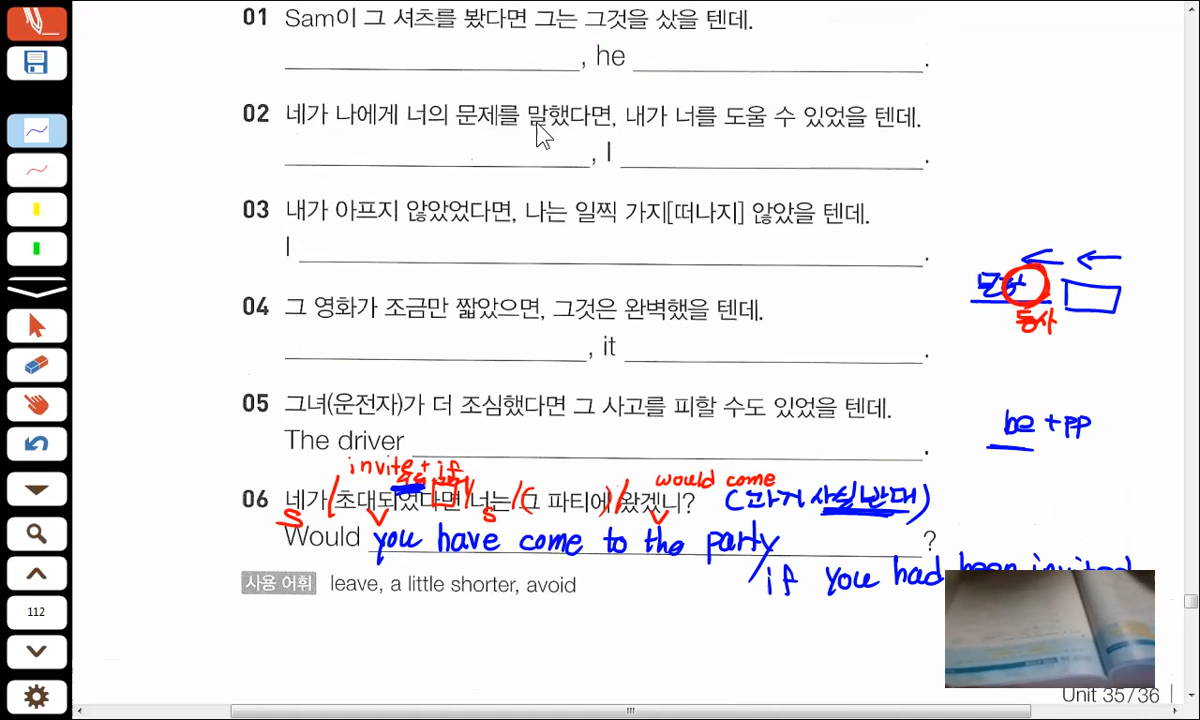 01 Sam이 그 셔츠를 봤다면 그는 그것을 샀을 텐데.
, he .
02 네가 나에게 너의 문제를 말했다면, 내가 너를 도울 수 있었을 텐데.
, I .
03 내가 아프지 않았었다면, 나는 일찍 가지[떠나지] 않았을 텐데.
I .
04 그 영화가 조금만 짧았으면, 그것은 완벽했을 텐데.
, it .
동사
05 그녀(운전자)가 더 조심했다면 그 사고를 피할 수도 있었을 텐데.
be + pp
The driver .
invite + if
would come
06 네가 초대되었다면 너는 그 파티에 왔겠니? (과거 사실 반대)
S V S V
Would you have come to the party ?
/ if you had been invited
사용 어휘 leave, a little shorter, avoid
112
Unit 35/36